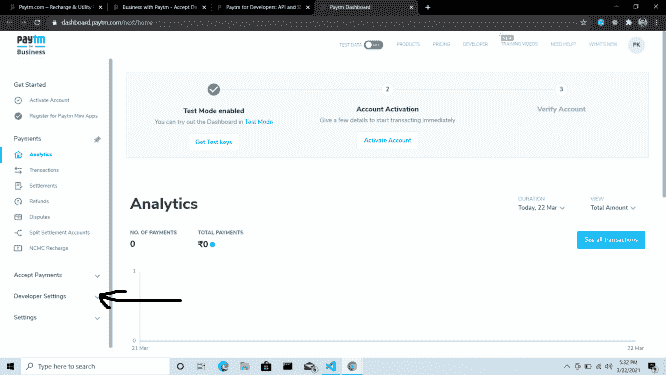 Paytm.com – Recharge & Utility
Business with Paytm - Accept Da
Paytm for Developers: API and S
Paytm Dashboard
dashboard.paytm.com/next/home
Paytm
for
Business
TEST DATA
PRODUCTS
PRICING
DEVELOPER
NEW
TRAINING VIDEOS
NEED HELP?
WHAT'S NEW
PK
Get Started
Activate Account
Register for Paytm Mini Apps
Payments
Analytics
Transactions
Settlements
Refunds
Disputes
Split Settlement Accounts
NCMC Recharge
Accept Payments
Developer Settings
Settings
Test Mode enabled
You can try out the Dashboard in Test Mode
Get Test keys
2
Account Activation
Give a few details to start transacting immediately
Activate Account
3
Verify Account
Analytics
DURATION
Today, 22 Mar
VIEW
Total Amount
NO. OF PAYMENTS
0
TOTAL PAYMENTS
₹0
See all transactions
1
0
21 Mar
22 Mar
Type here to search
5:32 PM
3/22/2021